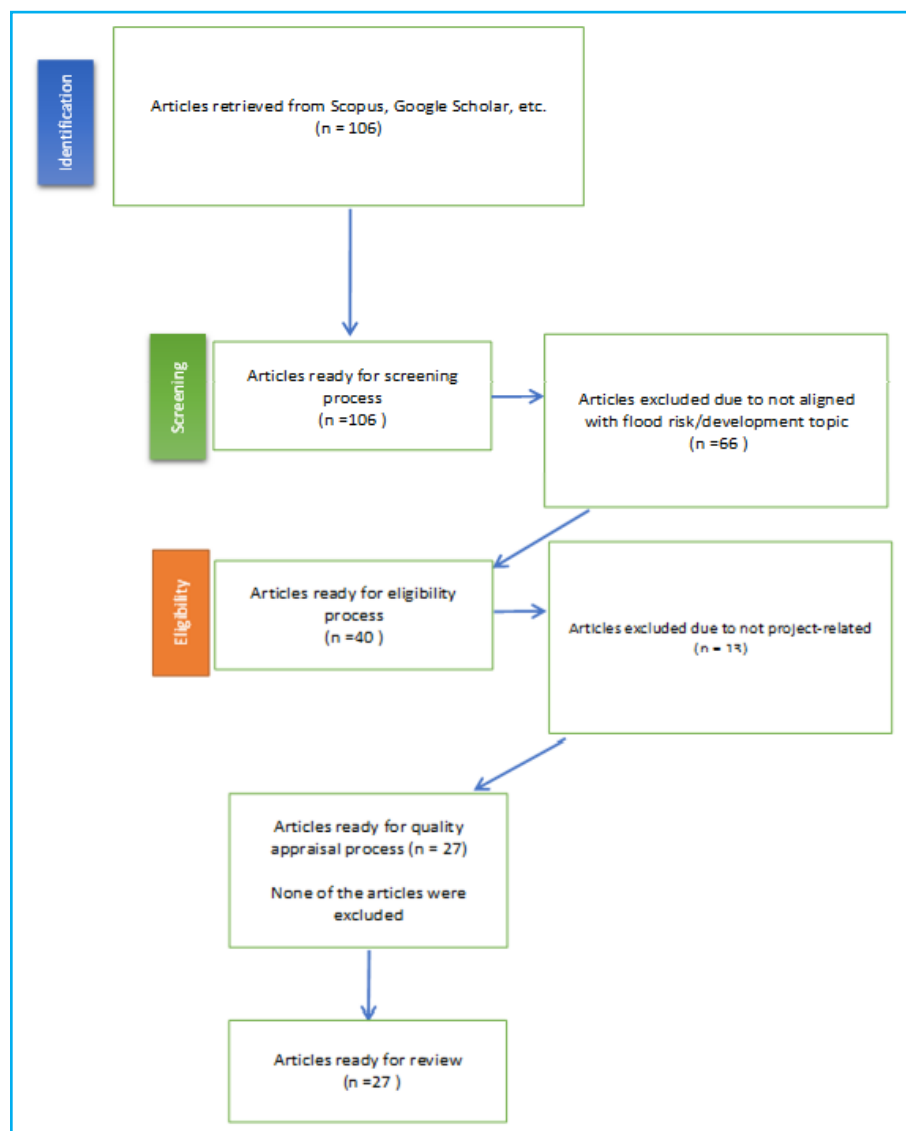 Identification
Articles retrieved from Scopus, Google Scholar, etc.
(n = 106)
Screening
Articles ready for screening
process
(n =106 )
Articles excluded due to not aligned
with flood risk/development topic
(n =66 )
Eligibility
Articles ready for eligibility
process
(n =40 )
Articles excluded due to not project-related
(n = 13)
Articles ready for quality
appraisal process (n = 27)
None of the articles were
excluded
Articles ready for review
(n =27 )